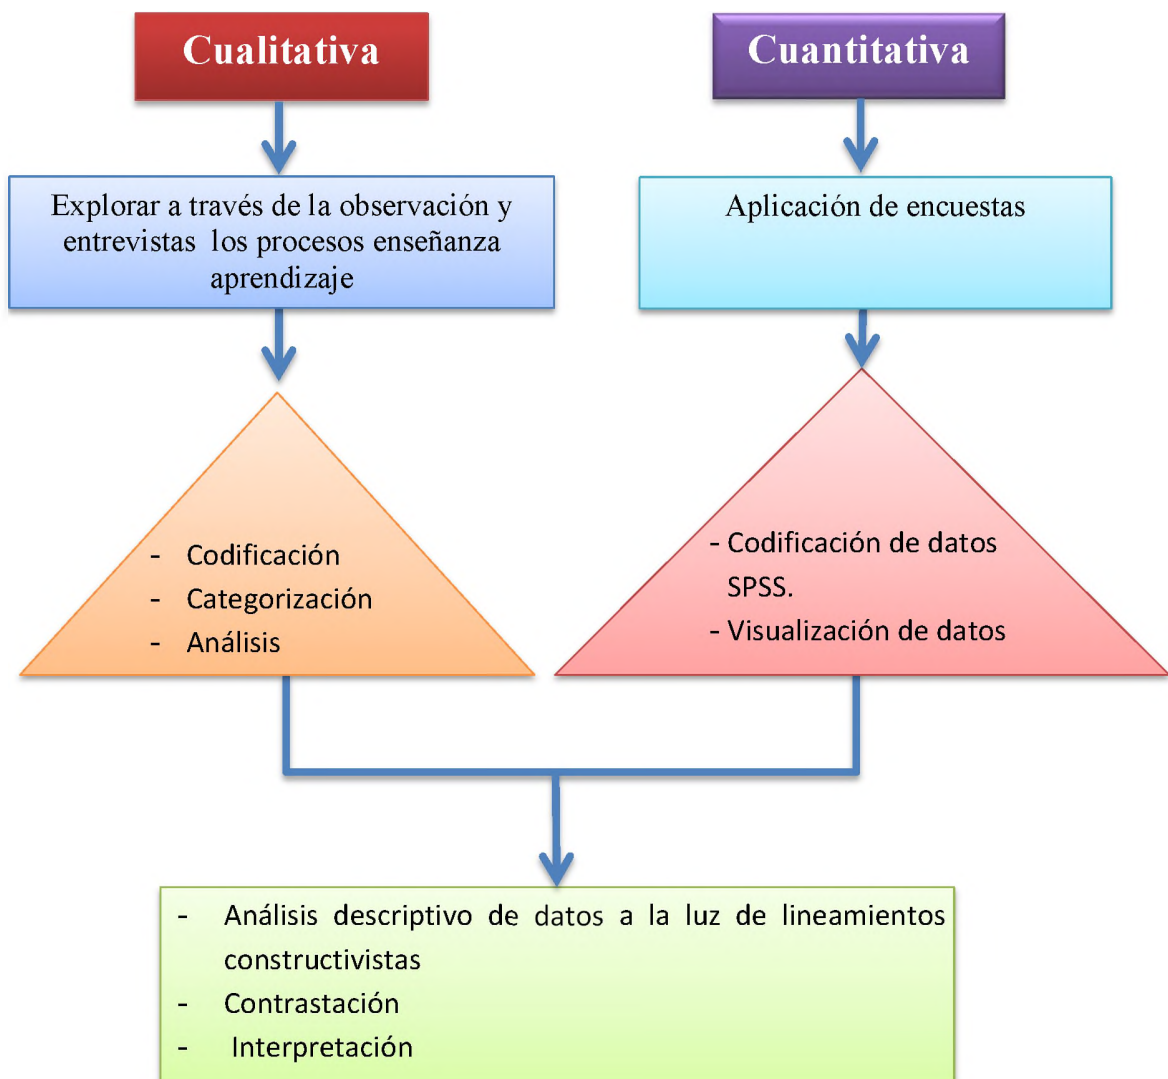 Cualitativa
Explorar a través de la observación y
entrevistas los procesos enseñanza
aprendizaje
- Codificación
- Categorización
- Análisis
Cuantitativa
Aplicación de encuestas
- Codificación de datos
SPSS.
- Visualización de datos
- Análisis descriptivo de datos a la luz de lineamientos
constructivistas
- Contrastación
- Interpretación